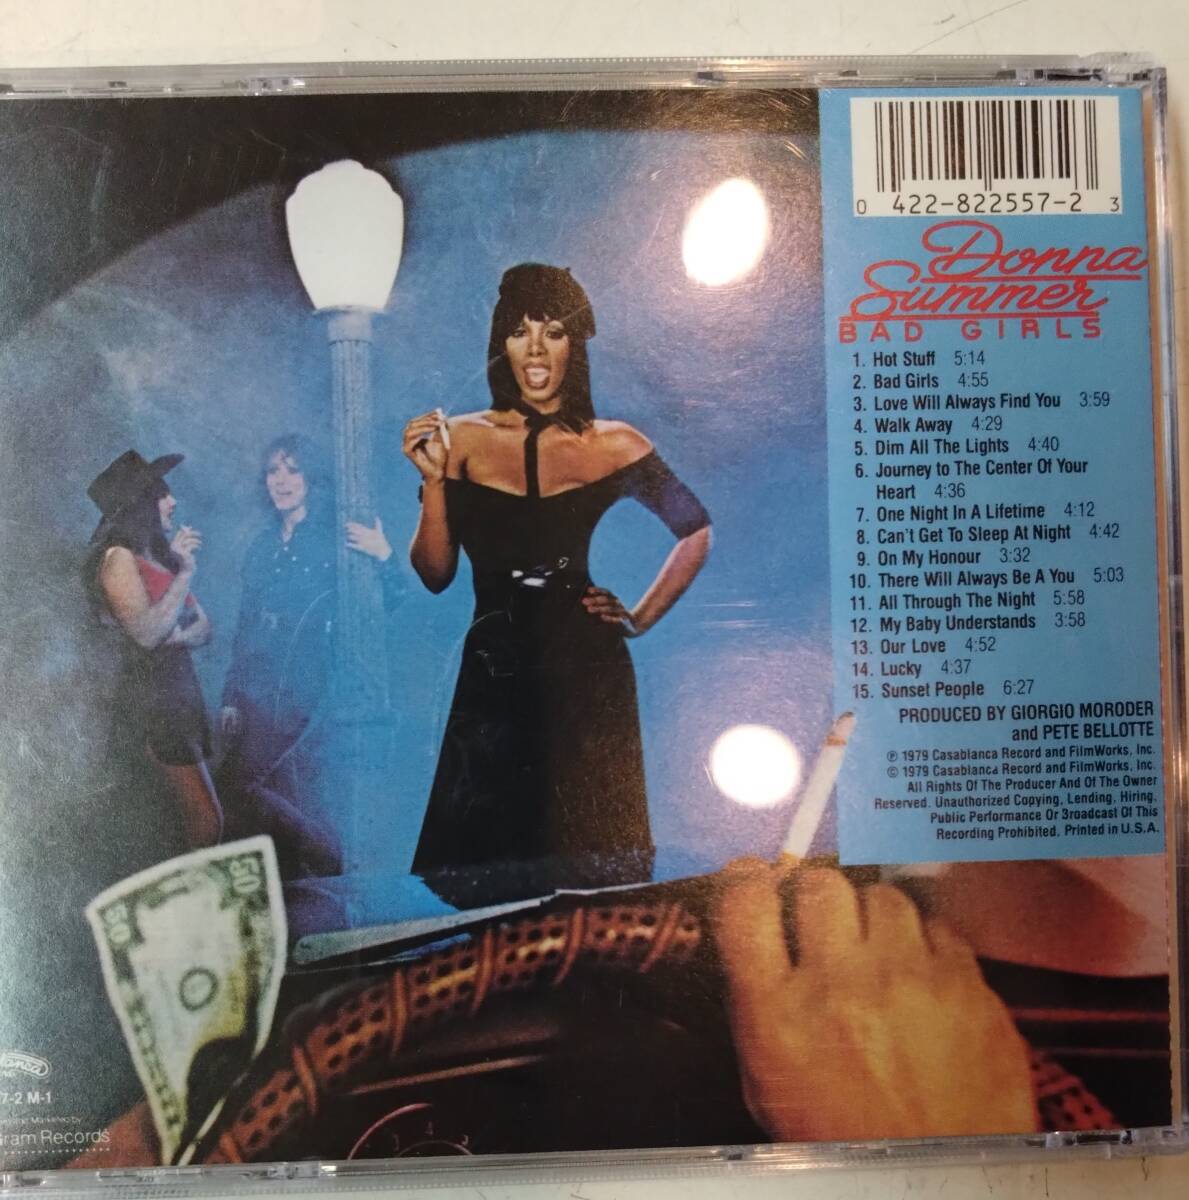 0 422-822557-2 3
Donna
Summer
BAD GIRLS
1. Hot Stuff 5:14
2. Bad Girls 4:55
3. Love Will Always Find You 3:59
4. Walk Away 4:29
5. Dim All The Lights 4:40
6. Journey to The Center Of Your
Heart 4:36
7. One Night In A Lifetime 4:12
8. Can't Get To Sleep At Night 4:42
9. On My Honour 3:32
10. There Will Always Be A You 5:03
11. All Through The Night 5:58
12. My Baby Understands 3:58
13. Our Love 4:52
14. Lucky 4:37
15. Sunset People 6:27
PRODUCED BY GIORGIO MORODER
and PETE BELLOTTE
℗ 1979 Casablanca Record and FilmWorks, Inc.
© 1979 Casablanca Record and FilmWorks, Inc.
All Rights Of The Producer And Of The Owner
Reserved. Unauthorized Copying, Lending, Hiring,
Public Performance Or 3roadcast Of This
Recording Prohibited. Printed in U.S.A.
50
50
7-2 M-1
Marketed by
Gram Records